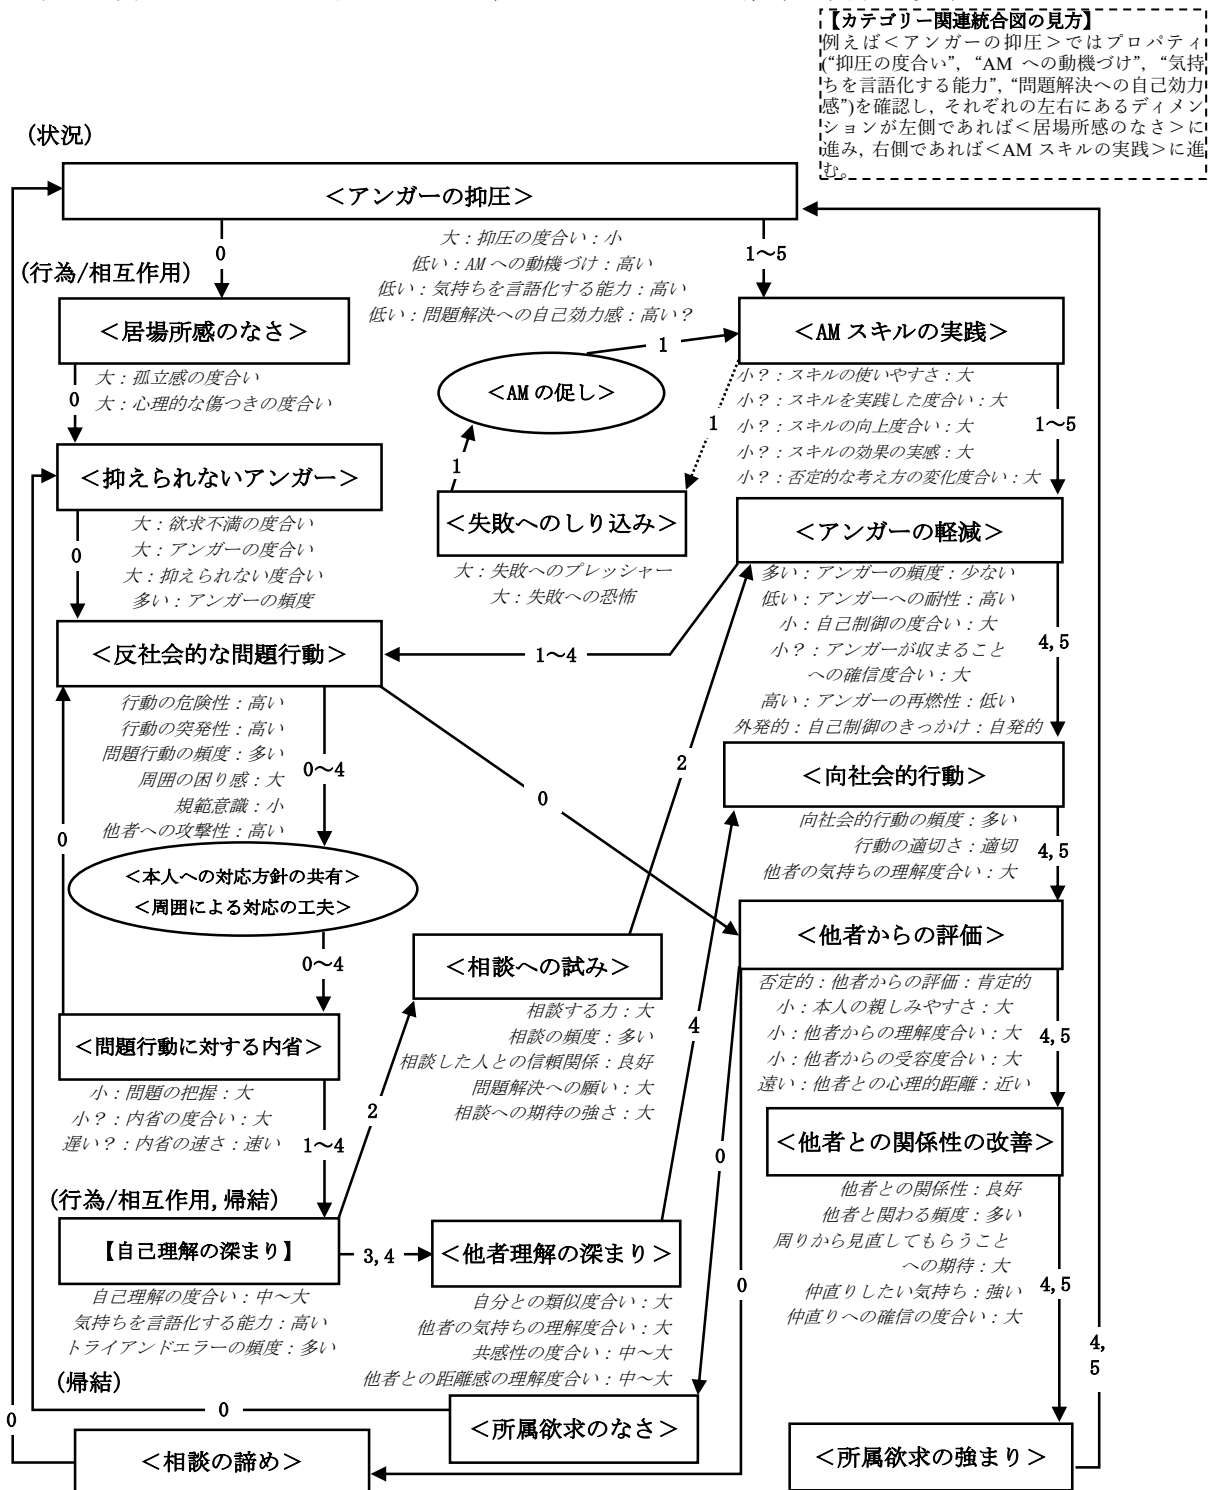 【カテゴリー関連統合図の見方】
例えば＜アンガーの抑圧＞ではプロパティ
(“抑圧の度合い”, “AM への動機づけ”, “気持
ちを言語化する能力”, “問題解決への自己効力
感”)を確認し, それぞれの左右にあるディメン
ションが左側であれば＜居場所感のなさ＞に
進み, 右側であれば＜AM スキルの実践＞に進
む。
(状況)
＜アンガーの抑圧＞
0
大：抑圧の度合い：小
低い：AM への動機づけ：高い
低い：気持ちを言語化する能力：高い
低い：問題解決への自己効力感：高い？
1～5
(行為/相互作用)
＜居場所感のなさ＞
大：孤立感の度合い
大：心理的な傷つきの度合い
0
＜AM の促し＞
1
＜AM スキルの実践＞
小？：スキルの使いやすさ：大
小？：スキルを実践した度合い：大
小？：スキルの向上度合い：大
小？：スキルの効果の実感：大
小？：否定的な考え方の変化度合い：大
1
1～5
＜抑えられないアンガー＞
大：欲求不満の度合い
大：アンガーの度合い
大：抑えられない度合い
多い：アンガーの頻度
0
1
＜失敗へのしり込み＞
大：失敗へのプレッシャー
大：失敗への恐怖
＜アンガーの軽減＞
多い：アンガーの頻度：少ない
低い：アンガーへの耐性：高い
小：自己制御の度合い：大
小？：アンガーが収まること
への確信度合い：大
高い：アンガーの再燃性：低い
外発的：自己制御のきっかけ：自発的
4,5
1～4
＜反社会的な問題行動＞
行動の危険性：高い
行動の突発性：高い
問題行動の頻度：多い
周囲の困り感：大
規範意識：小
他者への攻撃性：高い
0～4
0
0
2
＜向社会的行動＞
向社会的行動の頻度：多い
行動の適切さ：適切
他者の気持ちの理解度合い：大
4,5
＜本人への対応方針の共有＞
＜周囲による対応の工夫＞
0～4
＜相談への試み＞
相談する力：大
相談の頻度：多い
相談した人との信頼関係：良好
問題解決への願い：大
相談への期待の強さ：大
4
＜他者からの評価＞
否定的：他者からの評価：肯定的
小：本人の親しみやすさ：大
小：他者からの理解度合い：大
小：他者からの受容度合い：大
遠い：他者との心理的距離：近い
4,5
＜問題行動に対する内省＞
小：問題の把握：大
小？：内省の度合い：大
遅い？：内省の速さ：速い
1～4
2
0
＜他者との関係性の改善＞
他者との関係性：良好
他者と関わる頻度：多い
周りから見直してもらうこと
への期待：大
仲直りしたい気持ち：強い
仲直りへの確信の度合い：大
4,5
(行為/相互作用, 帰結)
【自己理解の深まり】
自己理解の度合い：中～大
気持ちを言語化する能力：高い
トライアンドエラーの頻度：多い
3,4
＜他者理解の深まり＞
自分との類似度合い：大
他者の気持ちの理解度合い：大
共感性の度合い：中～大
他者との距離感の理解度合い：中～大
0
4,
5
(帰結)
0
0
＜所属欲求のなさ＞
＜相談の諦め＞
＜所属欲求の強まり＞